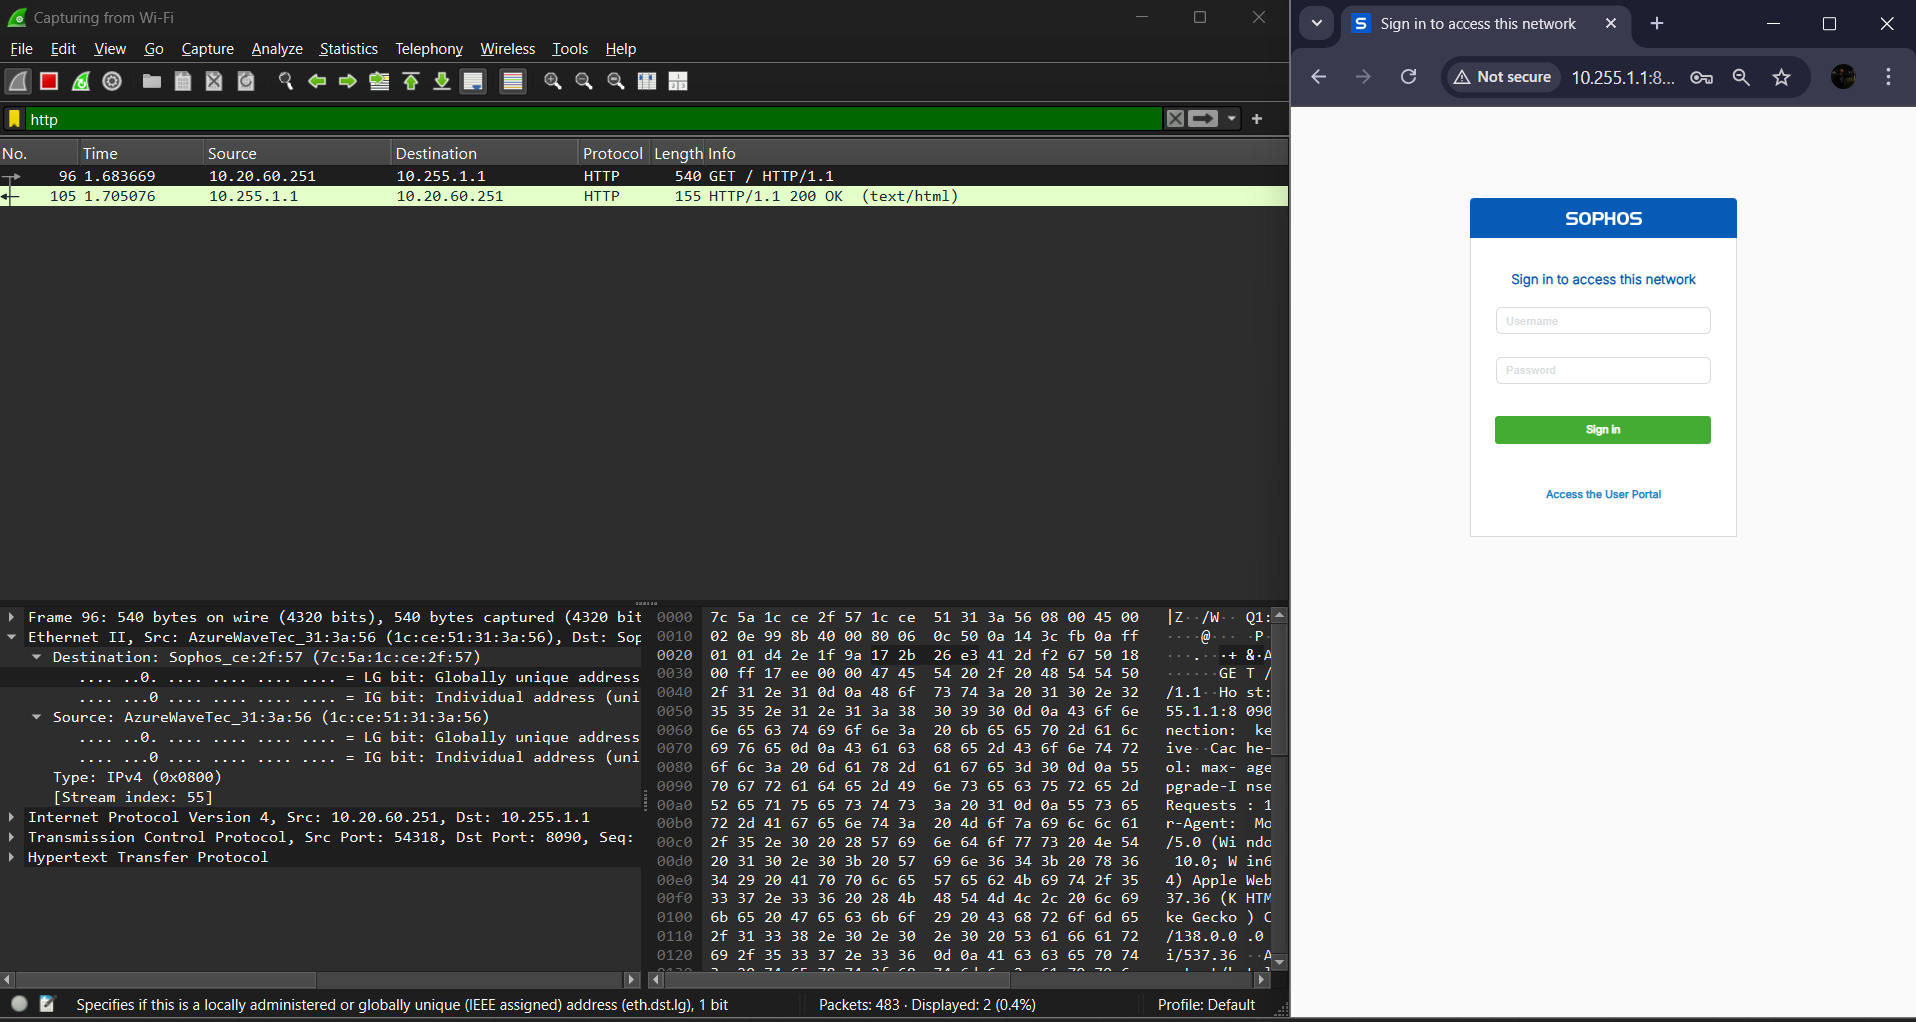 Capturing from Wi-Fi
File Edit View Go Capture Analyze Statistics Telephony Wireless Tools Help
http
No. Time Source Destination Protocol Length Info
96 1.683669 10.20.60.251 10.255.1.1 HTTP 540 GET / HTTP/1.1
105 1.705076 10.255.1.1 10.20.60.251 HTTP 155 HTTP/1.1 200 OK (text/html)
Frame 96: 540 bytes on wire (4320 bits), 540 bytes captured (4320 bit
Ethernet II, Src: AzureWaveTec_31:3a:56 (1c:ce:51:31:3a:56), Dst: Sop
Destination: Sophos_ce:2f:57 (7c:5a:1c:ce:2f:57)
.... ..0. .... .... .... .... = LG bit: Globally unique address
.... ...0 .... .... .... .... = IG bit: Individual address (uni
Source: AzureWaveTec_31:3a:56 (1c:ce:51:31:3a:56)
.... ..0. .... .... .... .... = LG bit: Globally unique address
.... ...0 .... .... .... .... = IG bit: Individual address (uni
Type: IPv4 (0x0800)
[Stream index: 55]
Internet Protocol Version 4, Src: 10.20.60.251, Dst: 10.255.1.1
Transmission Control Protocol, Src Port: 54318, Dst Port: 8090, Seq:
Hypertext Transfer Protocol
0000 7c 5a 1c ce 2f 57 1c ce 51 31 3a 56 08 00 45 00 |Z··/W·· Q1:
0010 02 0e 99 8b 40 00 80 06 0c 50 0a 14 3c fb 0a ff ····@··· ·P·
0020 01 01 d4 2e 1f 9a 17 2b 26 e3 41 2d f2 67 50 18 ···.···+ &·A
0030 00 ff 17 ee 00 00 47 45 54 20 2f 20 48 54 54 50 ······GE T /
0040 2f 31 2e 31 0d 0a 48 6f 73 74 3a 20 31 30 2e 32 /1.1··Ho st:
0050 35 35 2e 31 2e 31 3a 38 30 39 30 0d 0a 43 6f 6e 55.1.1:8 090
0060 6e 65 63 74 69 6f 6e 3a 20 6b 65 65 70 2d 61 6c nection: ke
0070 69 76 65 0d 0a 43 61 63 68 65 2d 43 6f 6e 74 72 ive··Cac he-
0080 6f 6c 3a 20 6d 61 78 2d 61 67 65 3d 30 0d 0a 55 ol: max- age
0090 70 67 72 61 64 65 2d 49 6e 73 65 63 75 72 65 2d pgrade-I nse
00a0 52 65 71 75 65 73 74 73 3a 20 31 0d 0a 55 73 65 Requests : 1
00b0 72 2d 41 67 65 6e 74 3a 20 4d 6f 7a 69 6c 6c 61 r-Agent: Mo
00c0 2f 35 2e 30 20 28 57 69 6e 64 6f 77 73 20 4e 54 /5.0 (Wi ndo
00d0 20 31 30 2e 30 3b 20 57 69 6e 36 34 3b 20 78 36 10.0; W in6
00e0 34 29 20 41 70 70 6c 65 57 65 62 4b 69 74 2f 35 4) Apple Web
00f0 33 37 2e 33 36 20 28 4b 48 54 4d 4c 2c 20 6c 69 37.36 (K HTM
0100 6b 65 20 47 65 63 6b 6f 29 20 43 68 72 6f 6d 65 ke Gecko ) C
0110 2f 31 33 38 2e 30 2e 30 2e 30 20 53 61 66 61 72 /138.0.0 .0
0120 69 2f 35 33 37 2e 33 36 0d 0a 41 63 63 65 70 74 i/537.36 ··A
Specifies if this is a locally administered or globally unique (IEEE assigned) address (eth.dst.lg), 1 bit
Packets: 483 · Displayed: 2 (0.4%)
Profile: Default
Sign in to access this network
Not secure 10.255.1.1:8...
SOPHOS
Sign in to access this network
Username
Password
Sign in
Access the User Portal